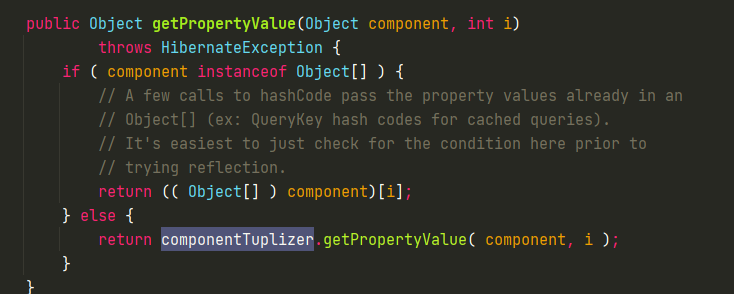 public Object getPropertyValue(Object component, int i)
        throws HibernateException {
    if ( component instanceof Object[] ) {
        // A few calls to hashCode pass the property values already in an
        // Object[] (ex: QueryKey hash codes for cached queries).
        // It's easiest to just check for the condition here prior to
        // trying reflection.
        return (( Object[] ) component)[i];
    } else {
        return componentTuplizer.getPropertyValue( component, i );
    }
}